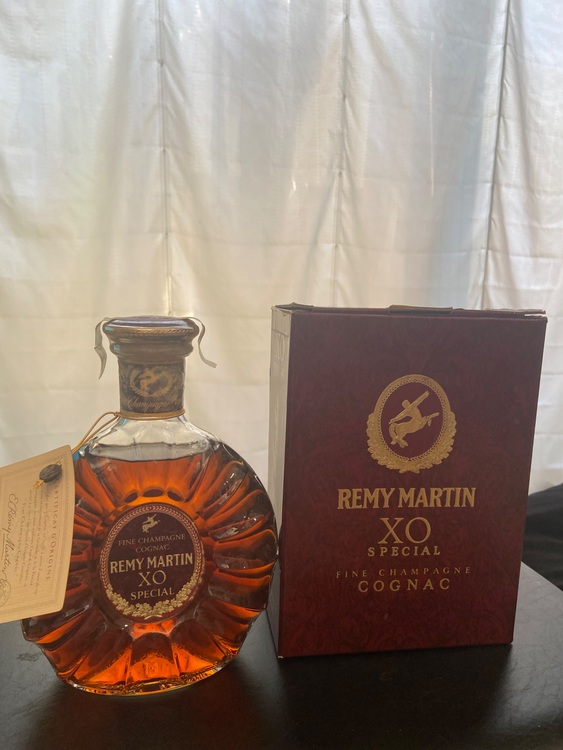 FINE CHAMPAGNE
COGNAC
REMY MARTIN
XO
SPECIAL
REMY MARTIN
XO
SPECIAL
FINE CHAMPAGNE
COGNAC